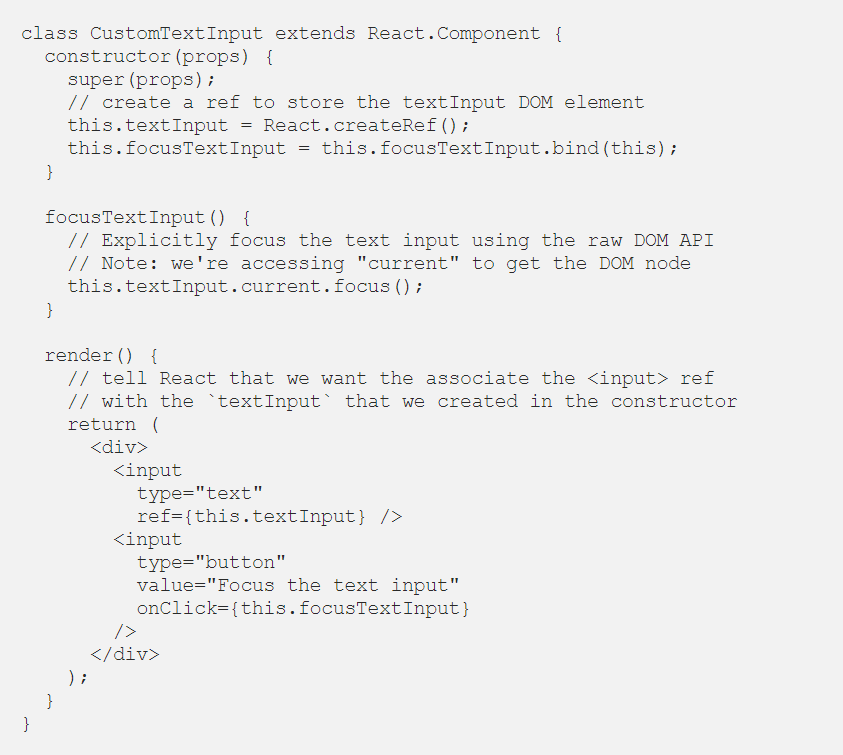 class CustomTextInput extends React.Component {
  constructor(props) {
    super(props);
    // create a ref to store the textInput DOM element
    this.textInput = React.createRef();
    this.focusTextInput = this.focusTextInput.bind(this);
  }

  focusTextInput() {
    // Explicitly focus the text input using the raw DOM API
    // Note: we're accessing "current" to get the DOM node
    this.textInput.current.focus();
  }

  render() {
    // tell React that we want the associate the <input> ref
    // with the `textInput` that we created in the constructor
    return (
      <div>
        <input
          type="text"
          ref={this.textInput} />
        <input
          type="button"
          value="Focus the text input"
          onClick={this.focusTextInput}
        />
      </div>
    );
  }
}